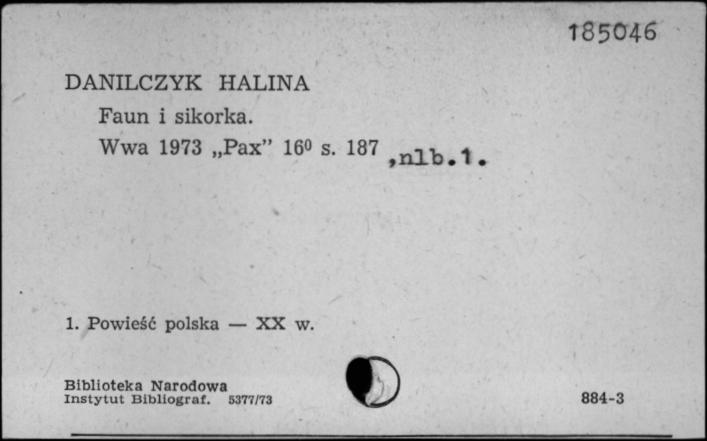 185046
DANILCZYK HALINA
Faun i sikorka.
Wwa 1973 „Pax” 16⁰ s. 187 ,nlb.1.
1. Powieść polska — XX w.
Biblioteka Narodowa
Instytut Bibliograf. 5377/73
884-3